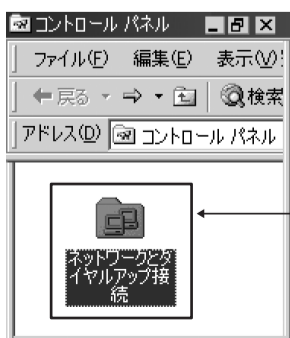 コントロール パネル
ファイル(F) 編集(E) 表示(V)
戻る 検索
アドレス(D) コントロール パネル
ネットワークとダ
イヤルアップ接
続